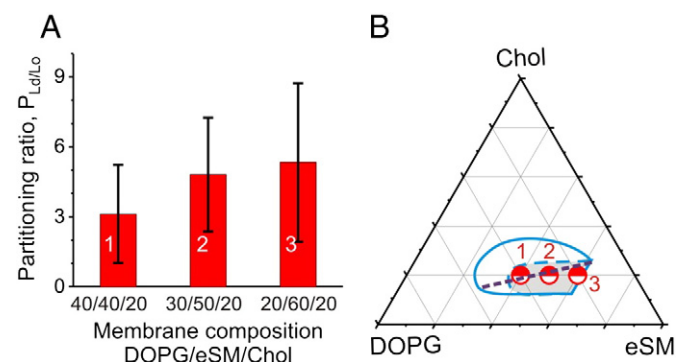 A
Partitioning ratio, P_Ld/Lo
9
6
3
0
1
2
3
40/40/20 30/50/20 20/60/20
Membrane composition
DOPG/eSM/Chol
B
Chol
1 2
3
DOPG eSM